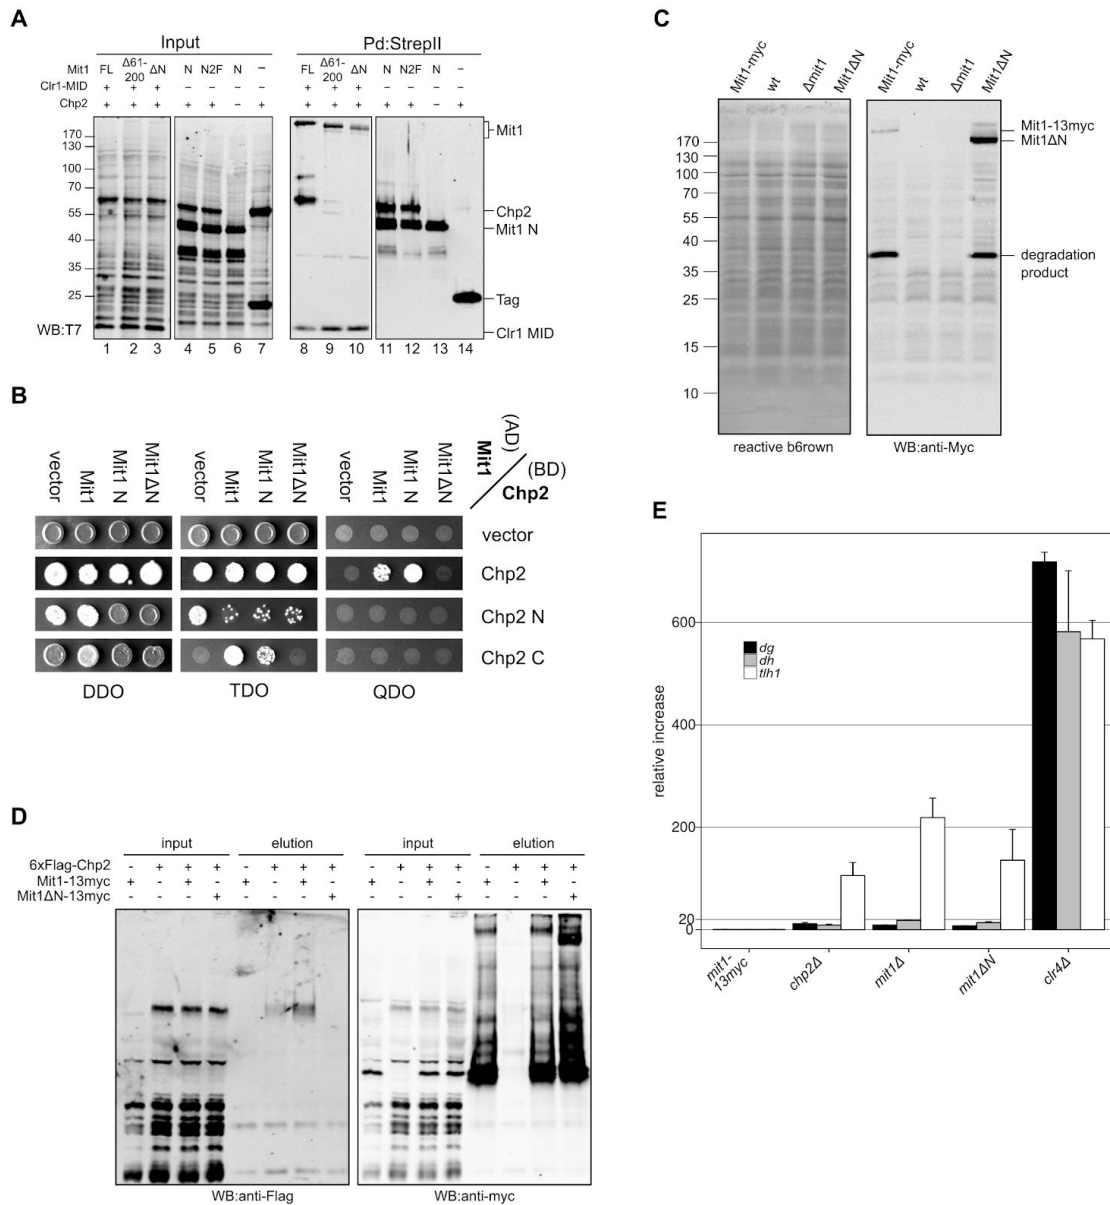 A
Input
Pd:StrepII
Mit1 FL Δ61-200 ΔN N N2F N – FL Δ61-200 ΔN N N2F N –
Clr1-MID + + + – – – – + + + – – – –
Chp2 + + + + + – + + + + + + – +
170
130
100
70
55
40
35
25
WB:T7
Mit1
Chp2
Mit1 N
Tag
Clr1 MID
1 2 3 4 5 6 7 8 9 10 11 12 13 14
B
vector Mit1 Mit1 N Mit1ΔN vector Mit1 Mit1 N Mit1ΔN vector Mit1 Mit1 N Mit1ΔN
Mit1 (AD)
Chp2 (BD)
vector
Chp2
Chp2 N
Chp2 C
DDO TDO QDO
C
Mit1-myc wt Δmit1 Mit1ΔN Mit1-myc wt Δmit1 Mit1ΔN
170
130
100
70
55
40
35
25
15
10
Mit1-13myc
Mit1ΔN
degradation
product
reactive b6rown
WB:anti-Myc
D
input elution input elution
6xFlag-Chp2 - + + + - + + + - + + + - + + +
Mit1-13myc + - + - + - + - + - + - + - + -
Mit1ΔN-13myc - - - + - - - + - - - + - - - +
WB:anti-Flag
WB:anti-myc
E
relative increase
600
400
200
20
0
dg
dh
tlh1
mit1-13myc
chp2Δ
mit1Δ
mit1ΔN
clr4Δ